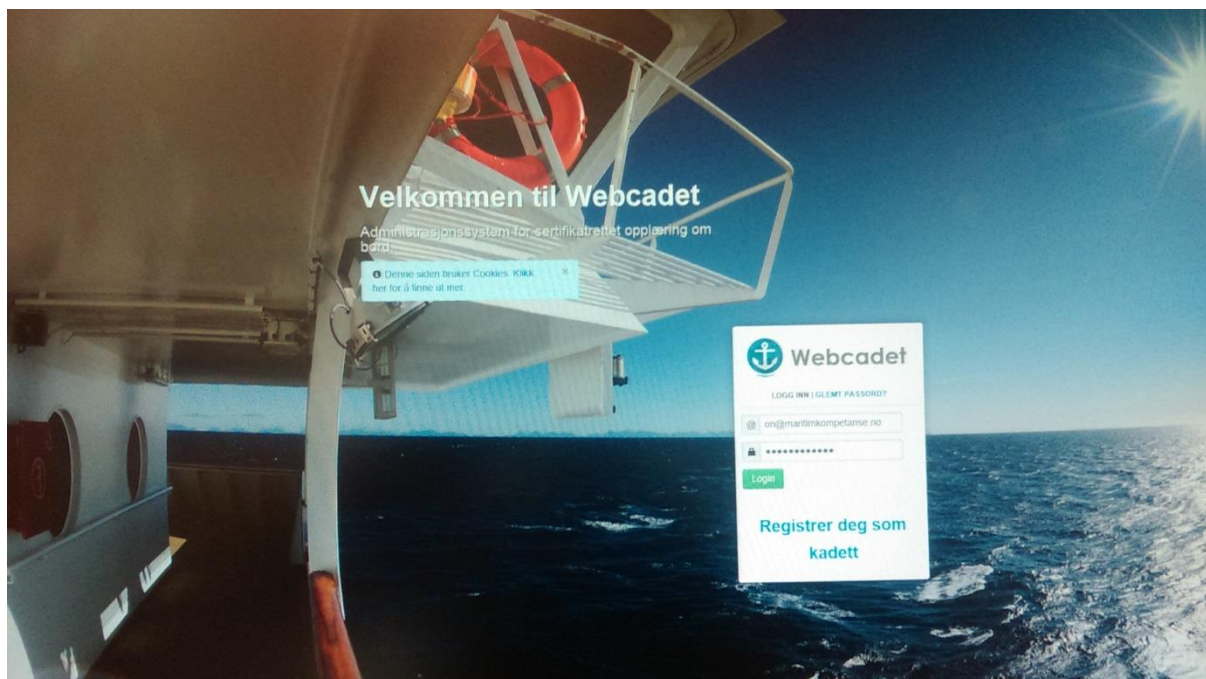 Velkommen til Webcadet
Administrasjonssystem for sertifikatrettet opplæring om
bord.
Denne siden bruker Cookies. Klikk
her for å finne ut mer.
×
Webcadet
LOGG INN | GLEMT PASSORD?
@ on@maritimkompetanse.no
************
Login
Registrer deg som
kadett